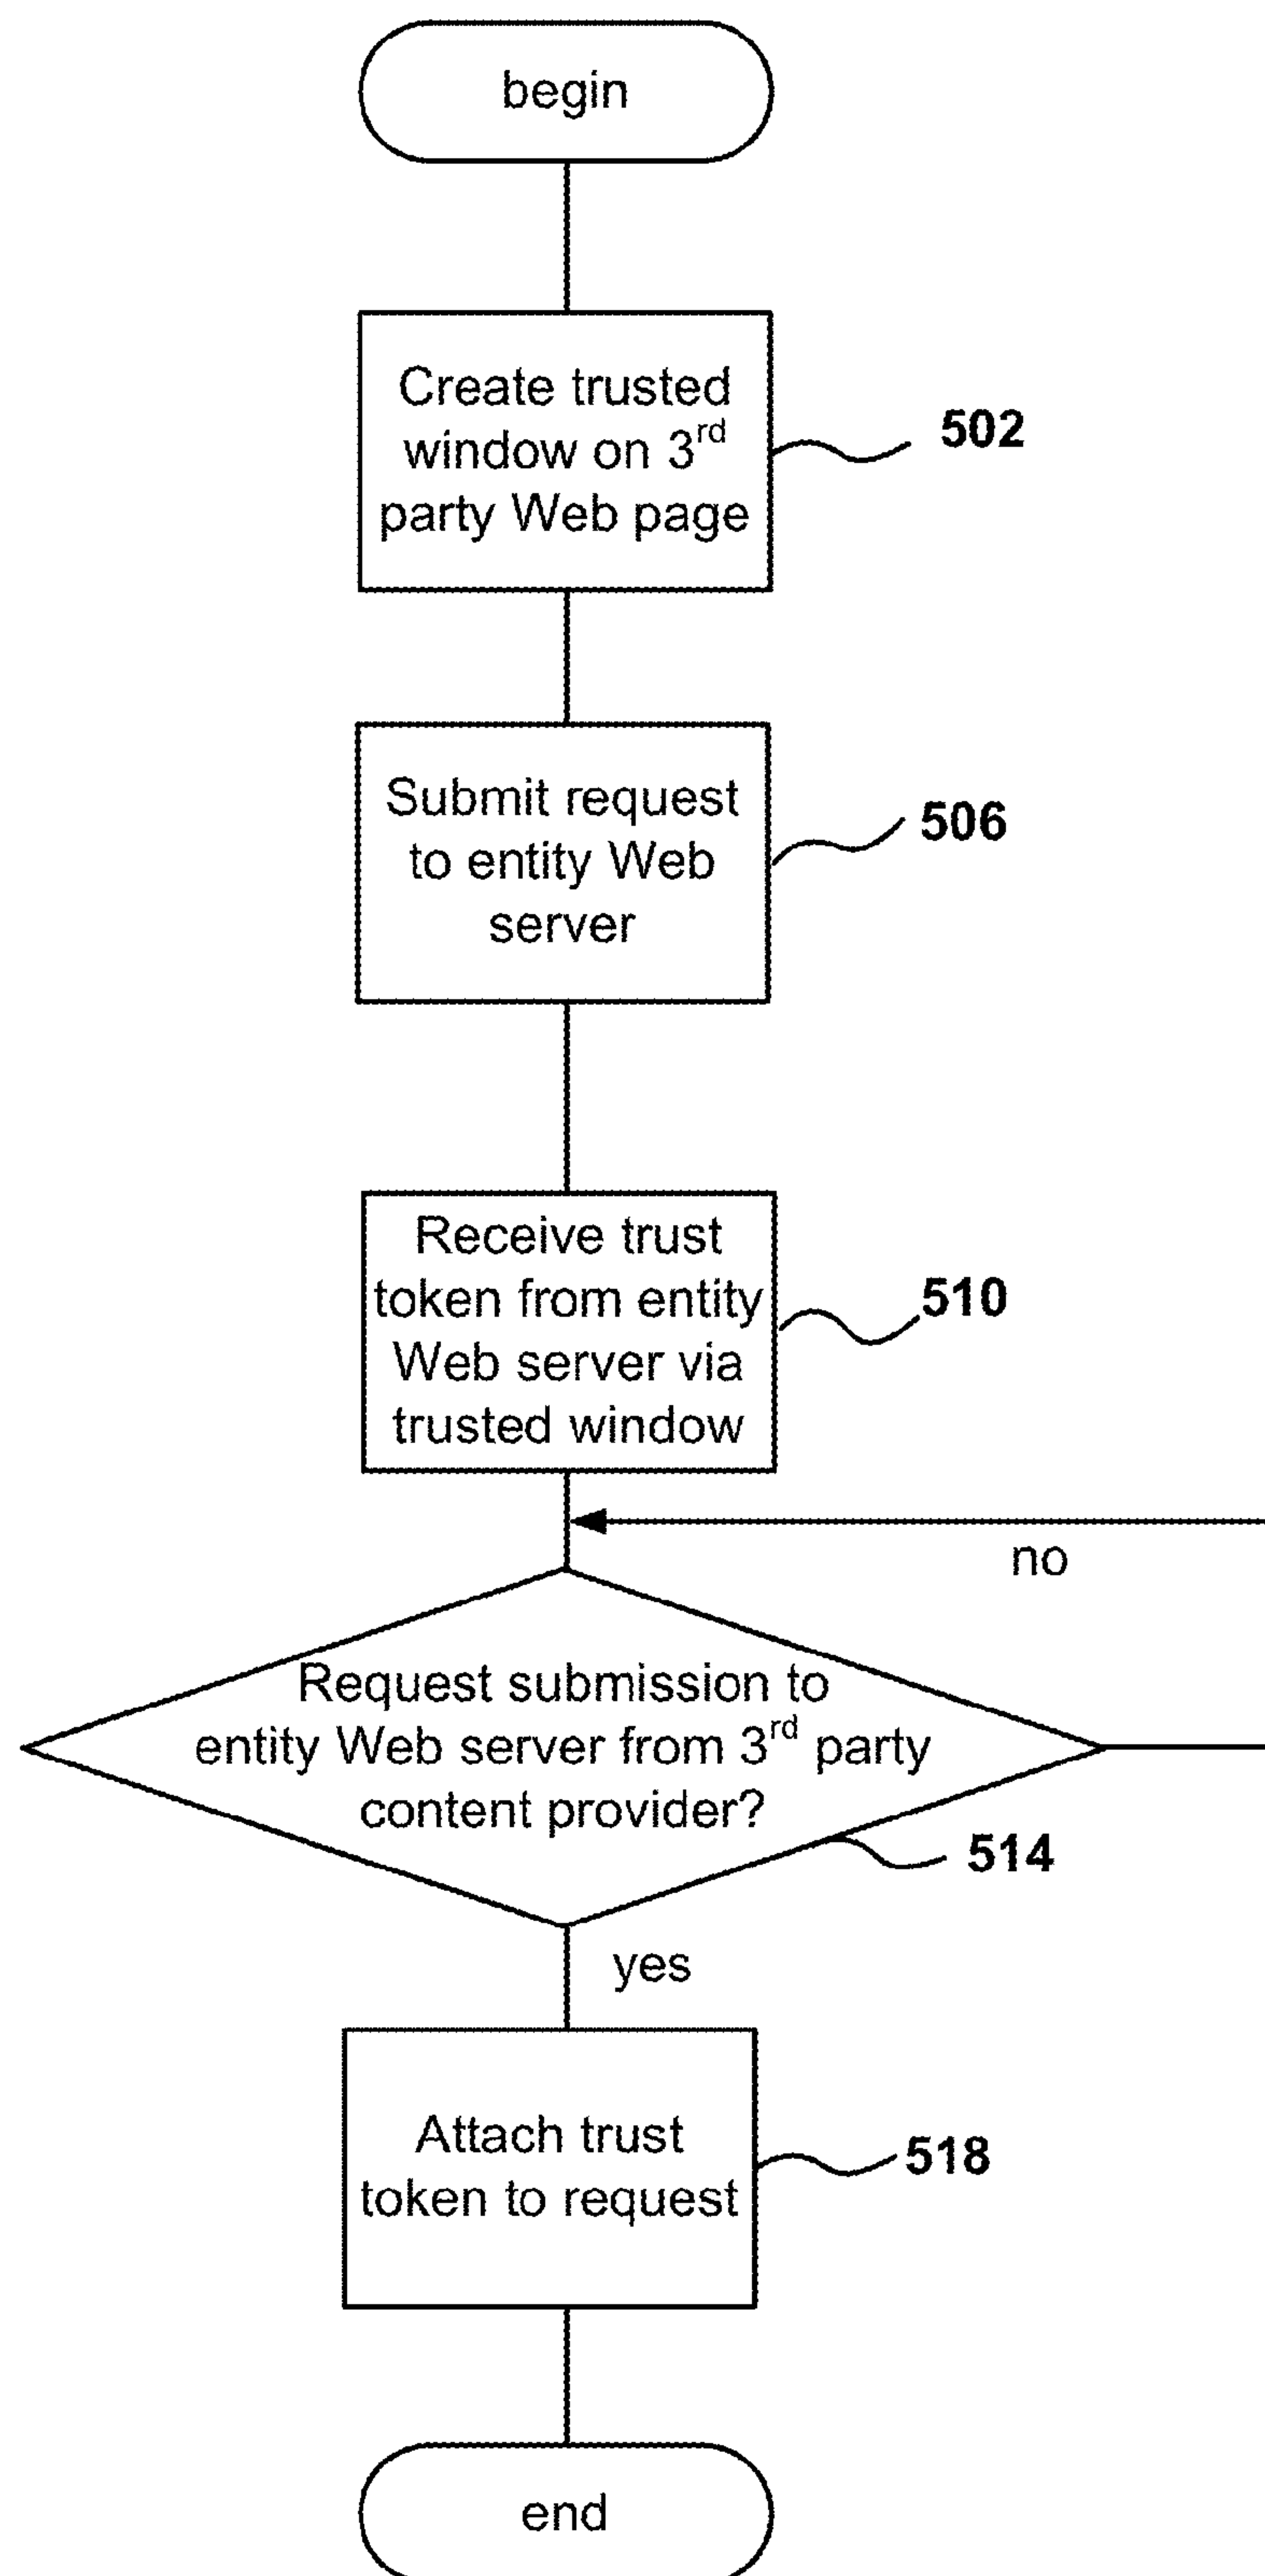 begin
Create trusted
window on 3rd
party Web page
502
Submit request
to entity Web
server
506
Receive trust
token from entity
Web server via
trusted window
510
no
Request submission to
entity Web server from 3rd party
content provider?
514
yes
Attach trust
token to request
518
end